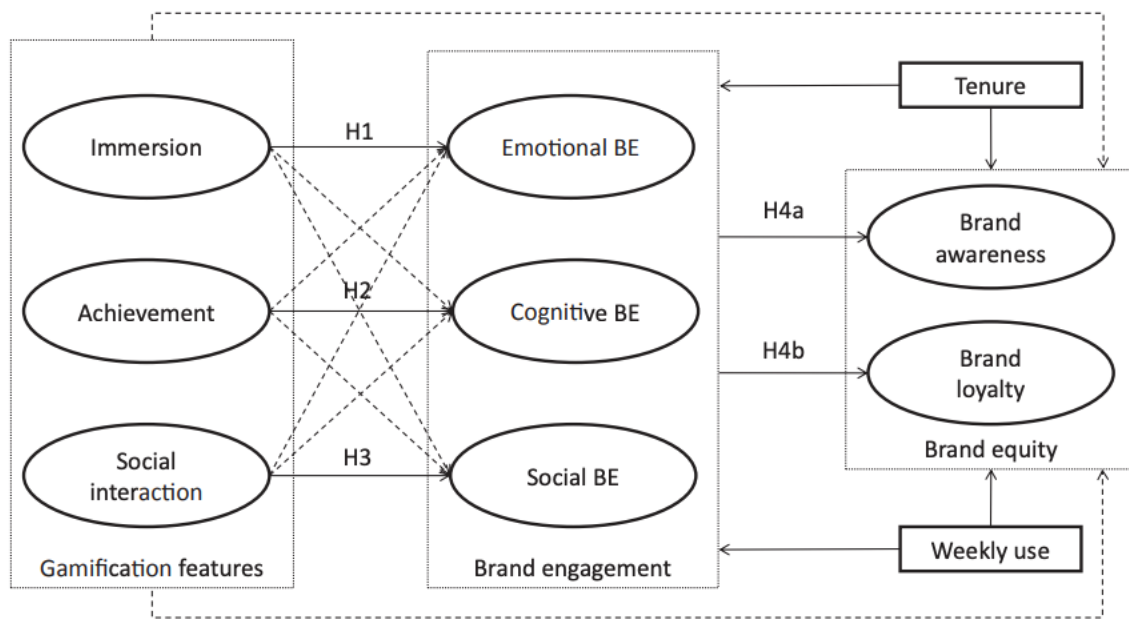 Immersion
Achievement
Social
interaction
Gamification features
H1
H2
H3
Emotional BE
Cognitive BE
Social BE
Brand engagement
H4a
H4b
Tenure
Brand
awareness
Brand
loyalty
Brand equity
Weekly use